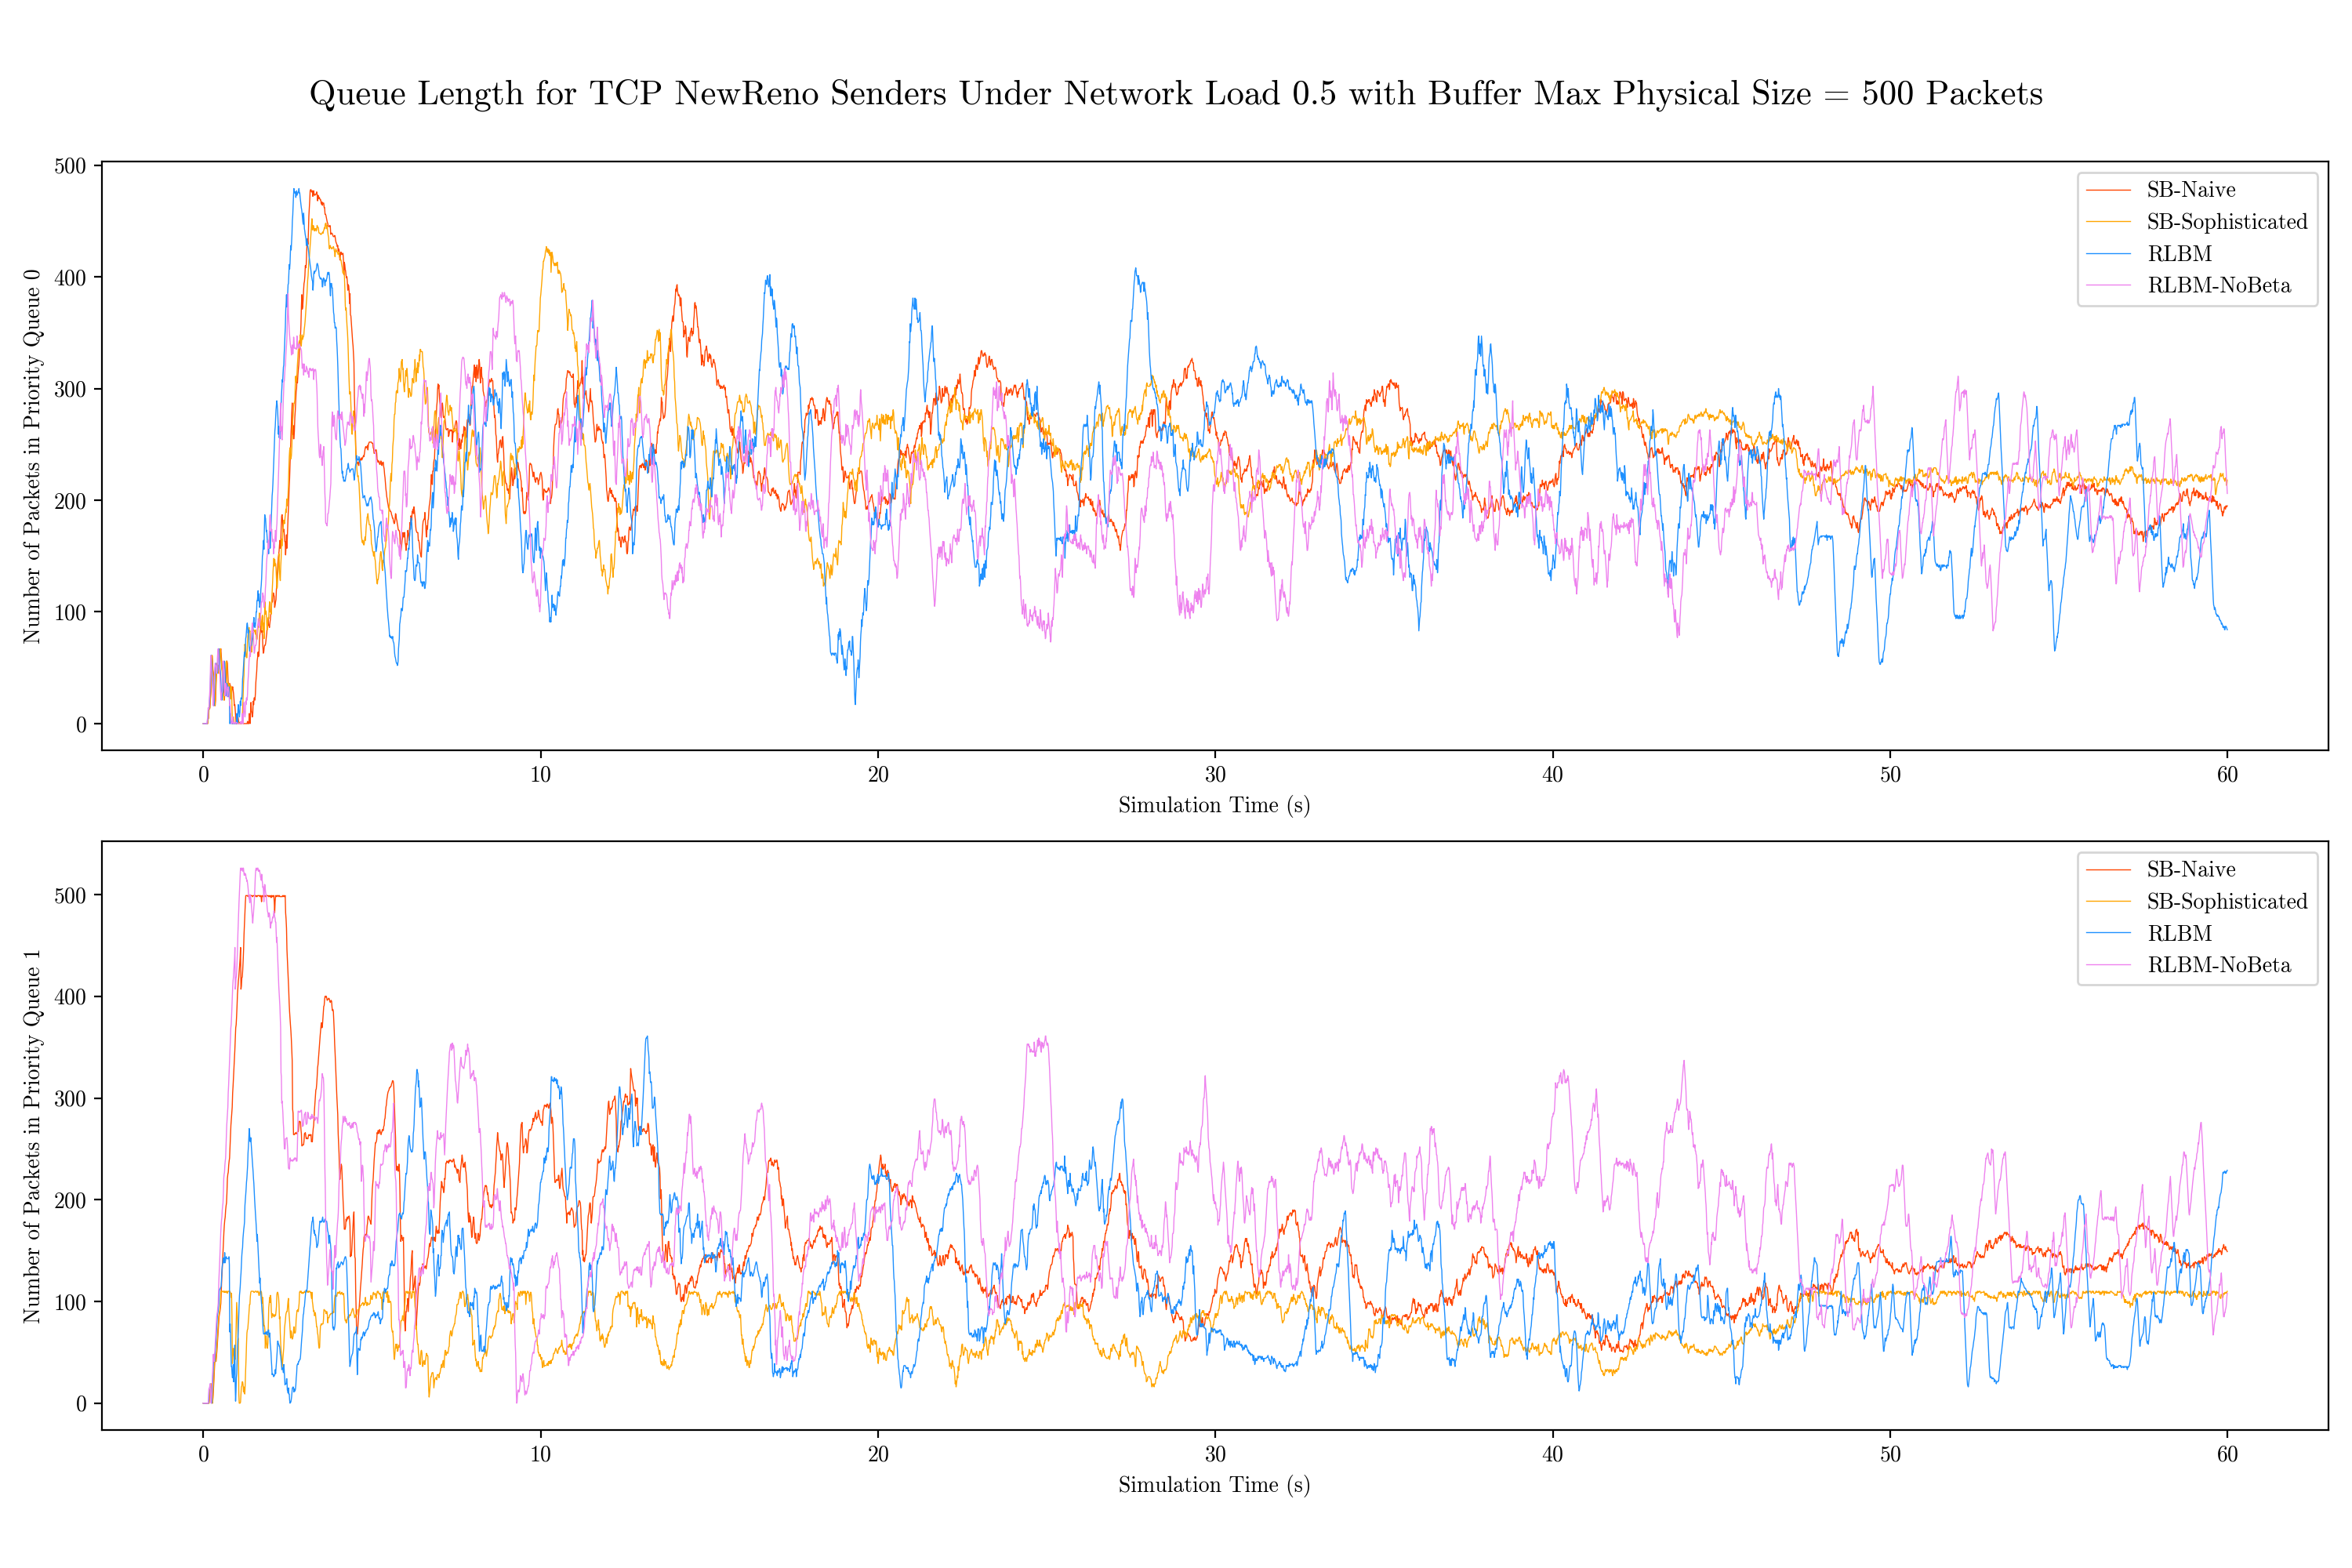 Queue Length for TCP NewReno Senders Under Network Load 0.5 with Buffer Max Physical Size = 500 Packets
500
400
300
200
100
0
Number of Packets in Priority Queue 0
SB-Naive
SB-Sophisticated
RLBM
RLBM-NoBeta
0 10 20 30 40 50 60
Simulation Time (s)
500
400
300
200
100
0
Number of Packets in Priority Queue 1
SB-Naive
SB-Sophisticated
RLBM
RLBM-NoBeta
0 10 20 30 40 50 60
Simulation Time (s)